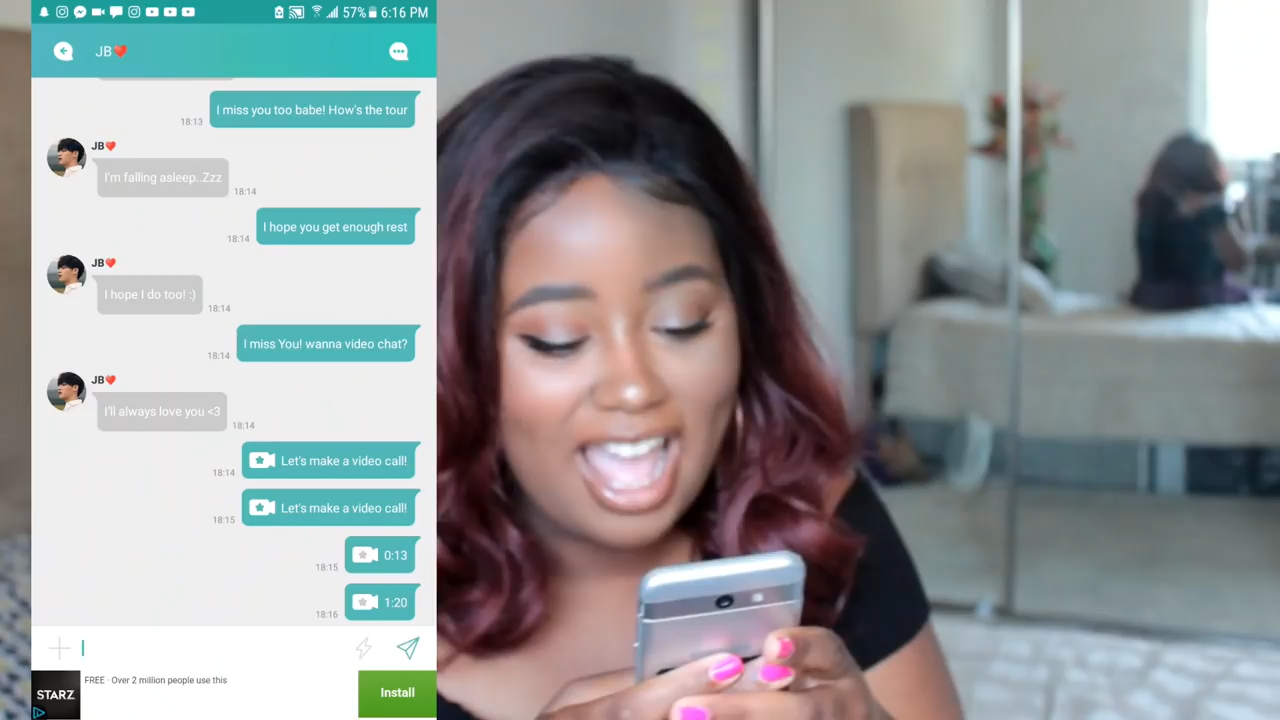 57% 6:16 PM
JB❤️
I miss you too babe! How's the tour
18:13
JB❤️
I'm falling asleep..Zzz
18:14
I hope you get enough rest
18:14
JB❤️
I hope I do too! :)
18:14
I miss You! wanna video chat?
18:14
JB❤️
I'll always love you <3
18:14
Let's make a video call!
18:14
Let's make a video call!
18:15
0:13
18:15
1:20
18:16
STARZ
FREE · Over 2 million people use this
Install